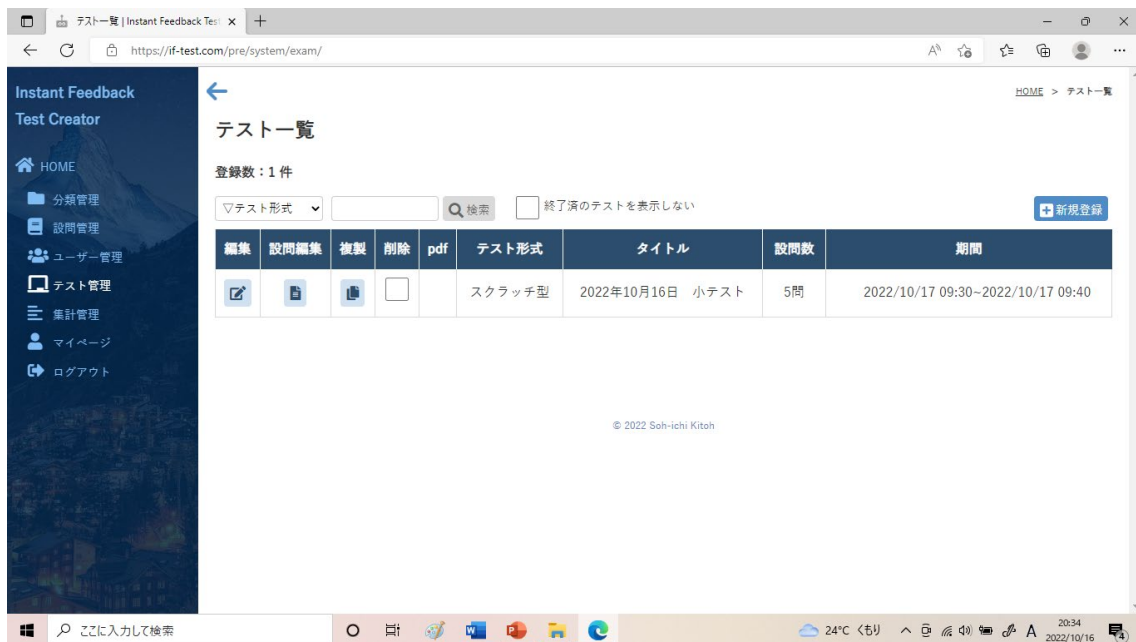 テスト一覧 | Instant Feedback Tes
https://if-test.com/pre/system/exam/
Instant Feedback
Test Creator
HOME
分類管理
設問管理
ユーザー管理
テスト管理
集計管理
マイページ
ログアウト
HOME > テスト一覧
テスト一覧
登録数：1 件
▽テスト形式 検索 終了済のテストを表示しない 新規登録
編集 設問編集 複製 削除 pdf テスト形式 タイトル 設問数 期間
スクラッチ型 2022年10月16日 小テスト 5問 2022/10/17 09:30~2022/10/17 09:40
© 2022 Soh-ichi Kitoh
ここに入力して検索
24°C くもり
A
20:34
2022/10/16
4